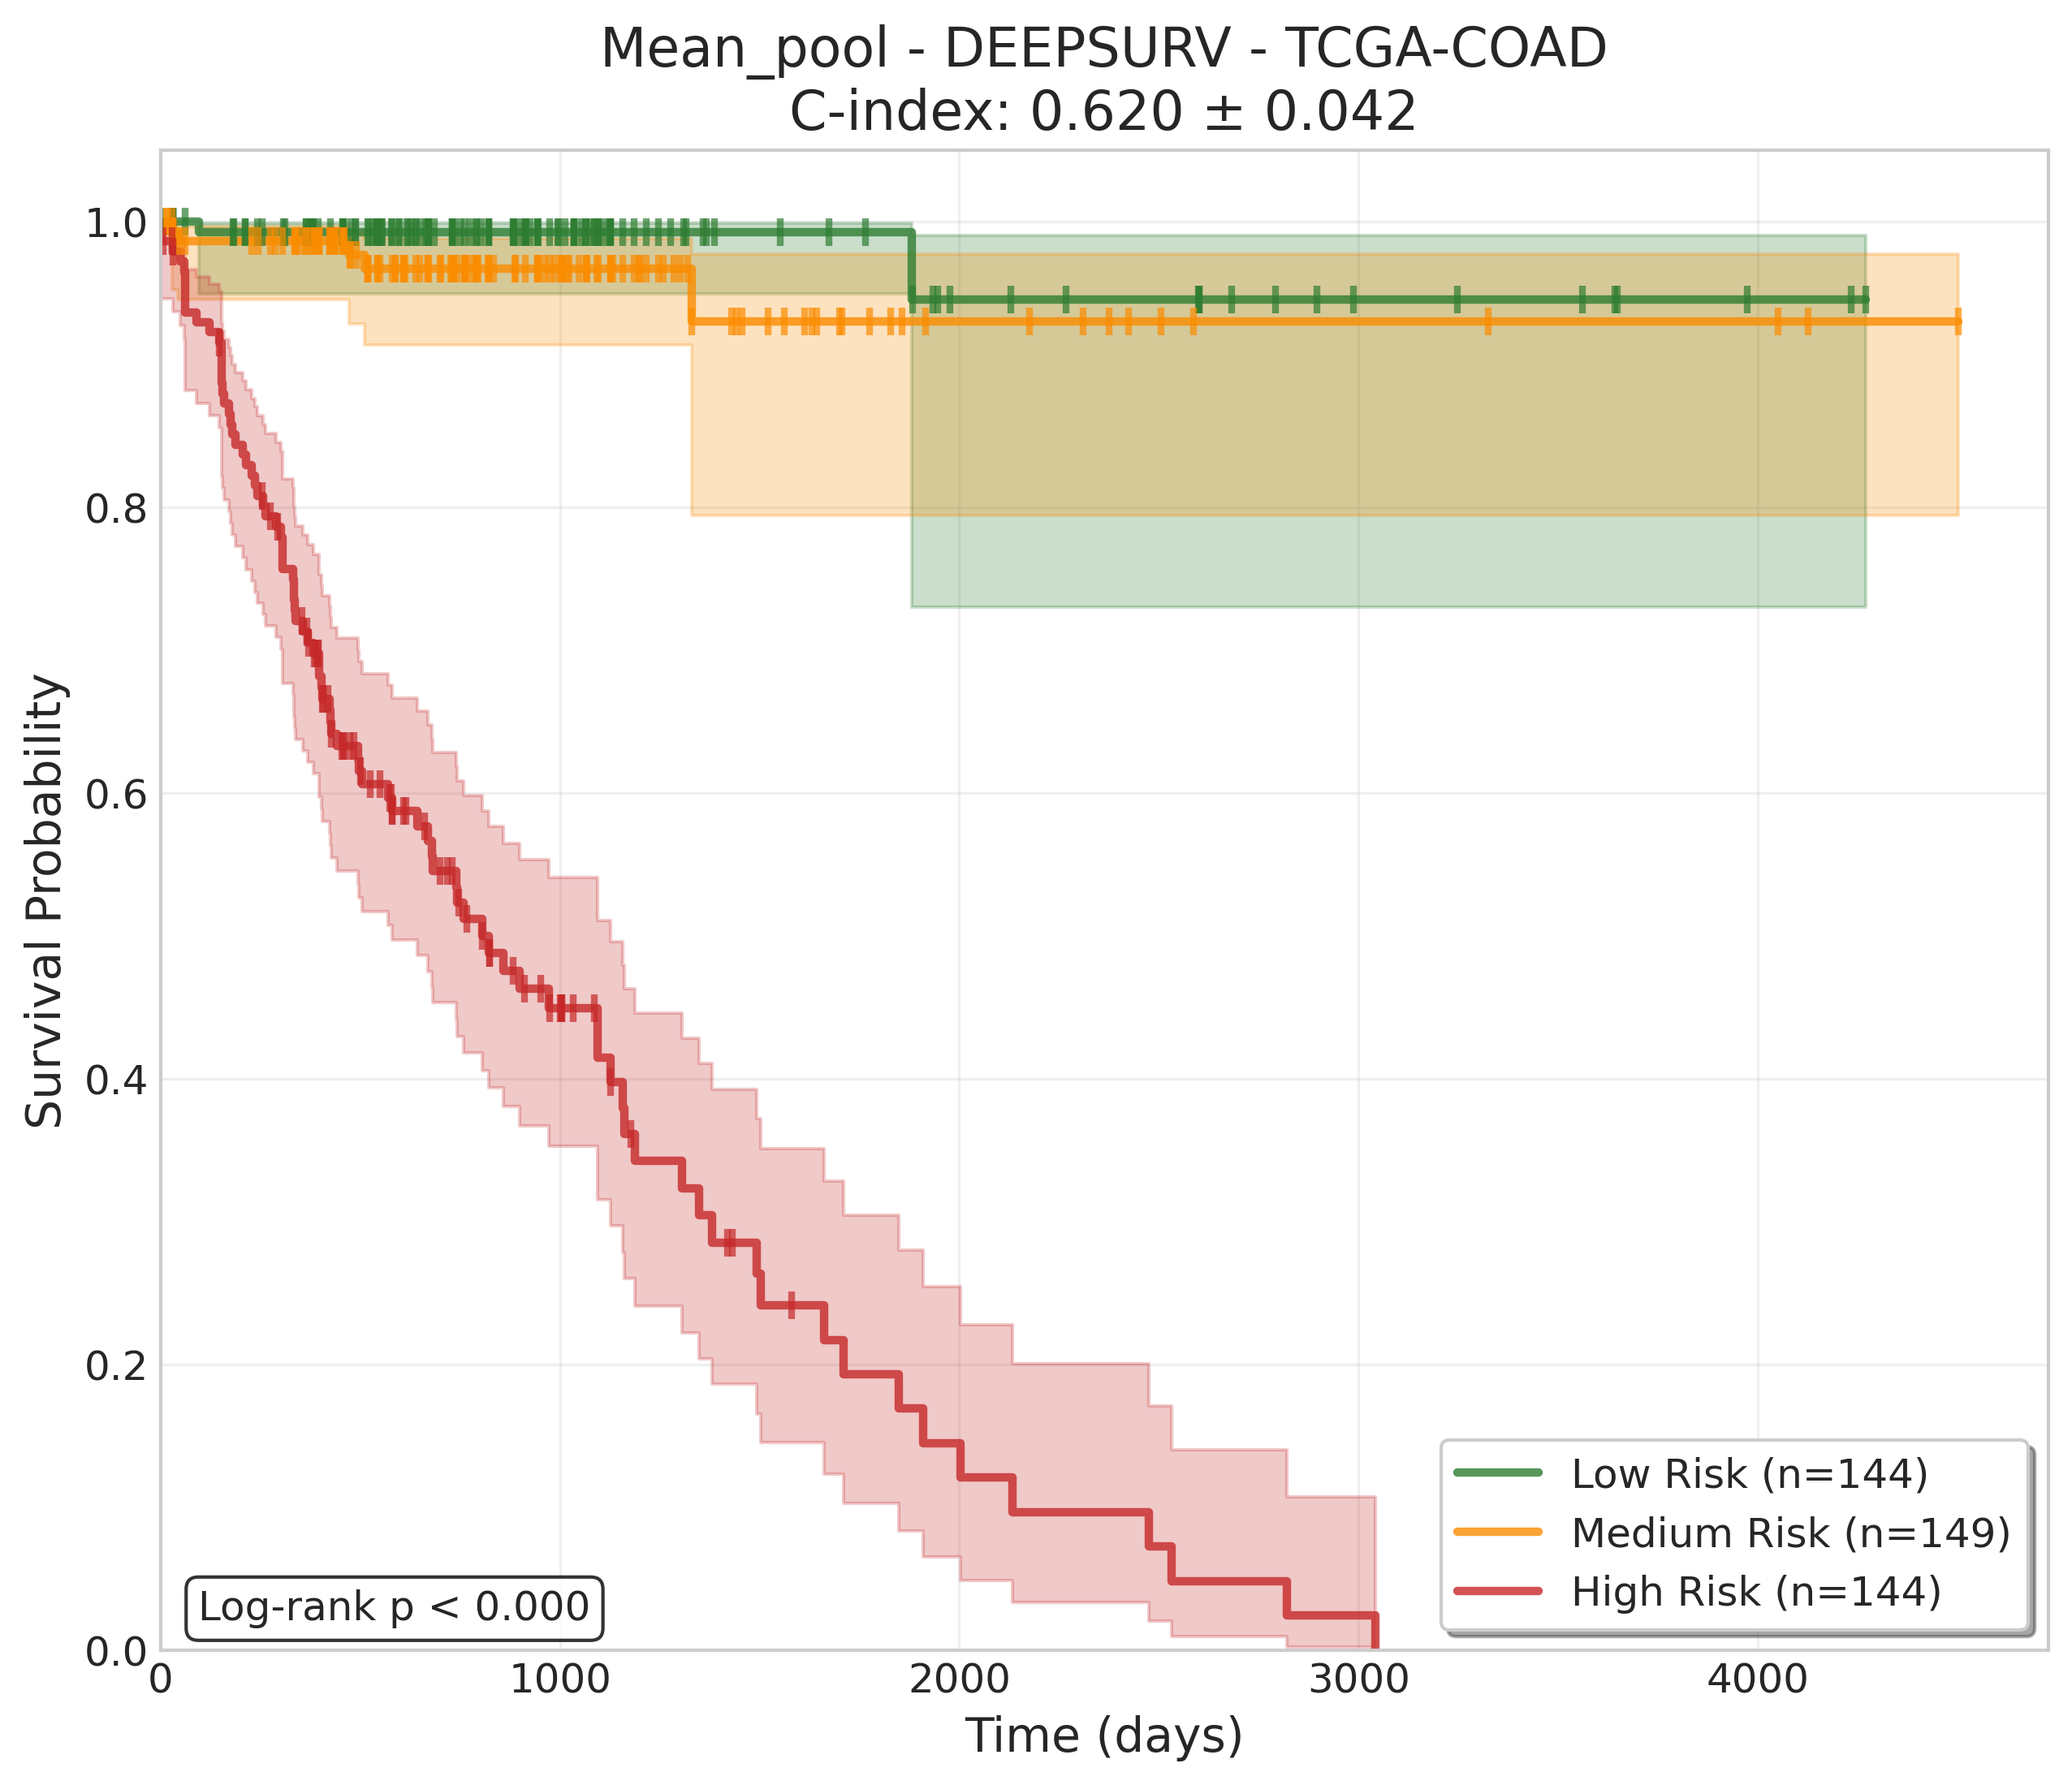 Mean_pool - DEEPSURV - TCGA-COAD
C-index: 0.620 ± 0.042
Survival Probability
1.0
0.8
0.6
0.4
0.2
0.0
0 1000 2000 3000 4000
Time (days)
Log-rank p < 0.000
Low Risk (n=144)
Medium Risk (n=149)
High Risk (n=144)